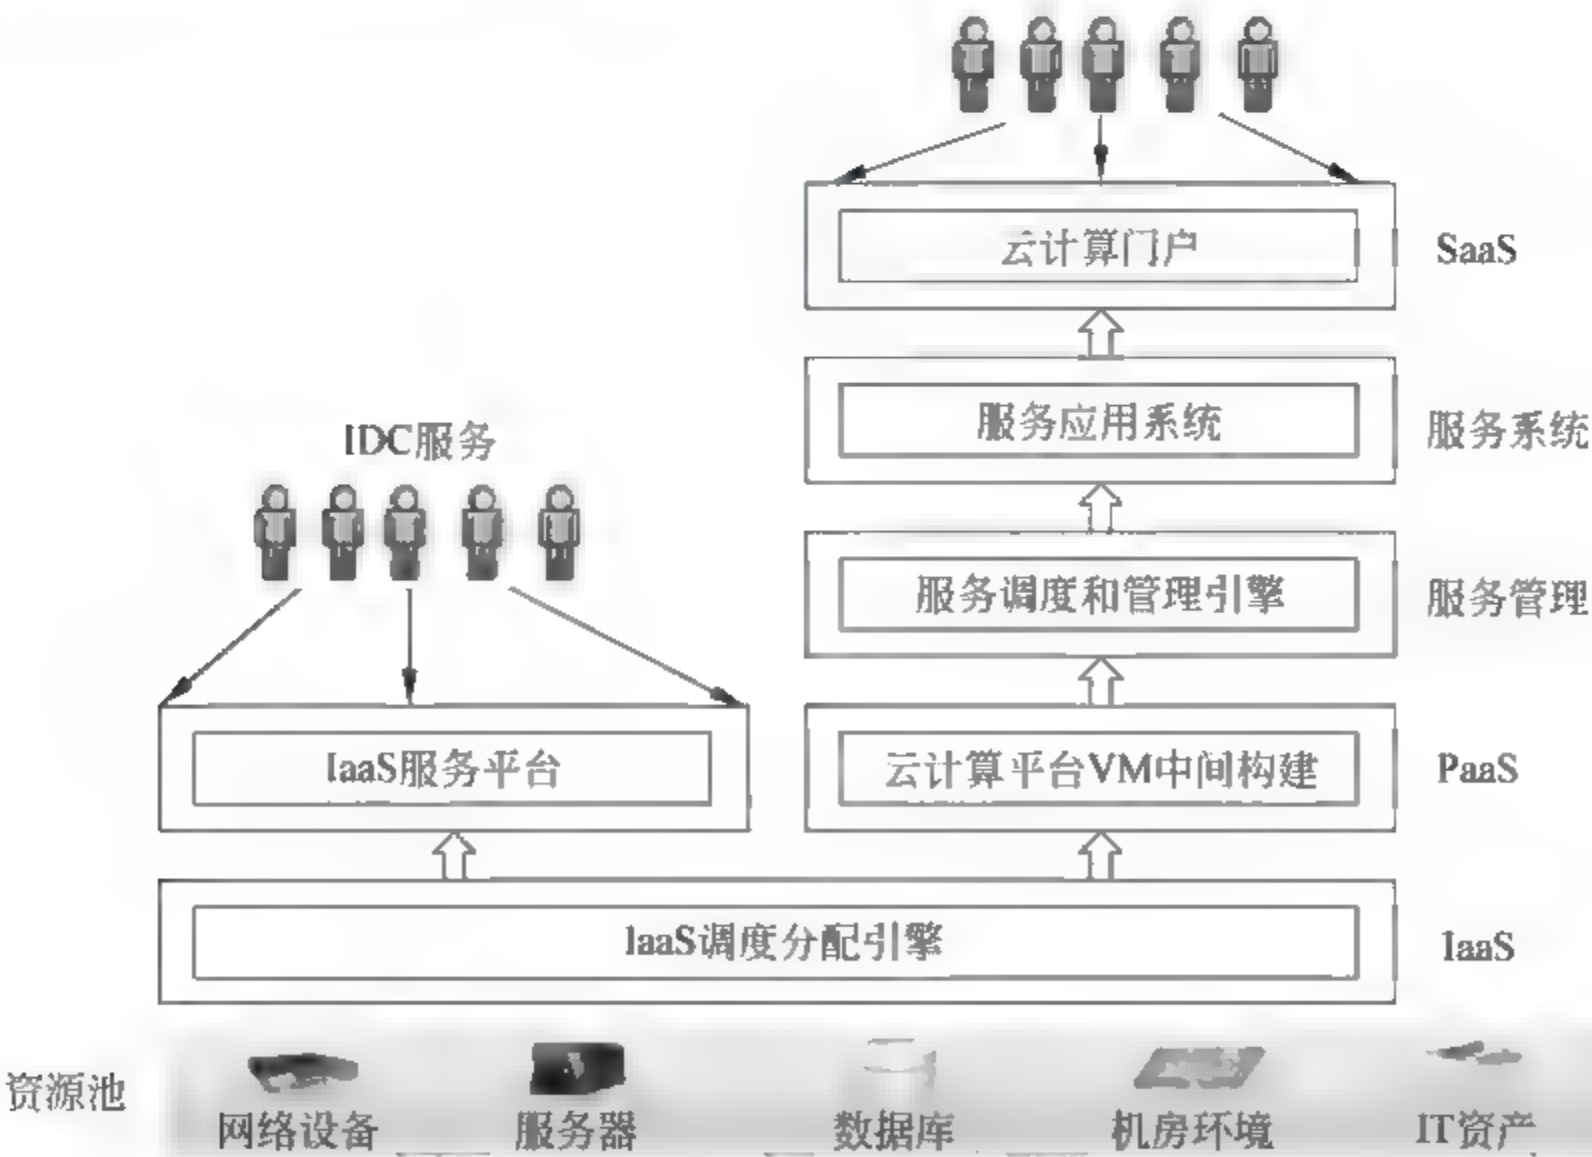 云计算门户
SaaS
服务应用系统
服务系统
IDC服务
服务调度和管理引擎
服务管理
IaaS服务平台
云计算平台VM中间构建
PaaS
IaaS调度分配引擎
IaaS
资源池
网络设备
服务器
数据库
机房环境
IT资产